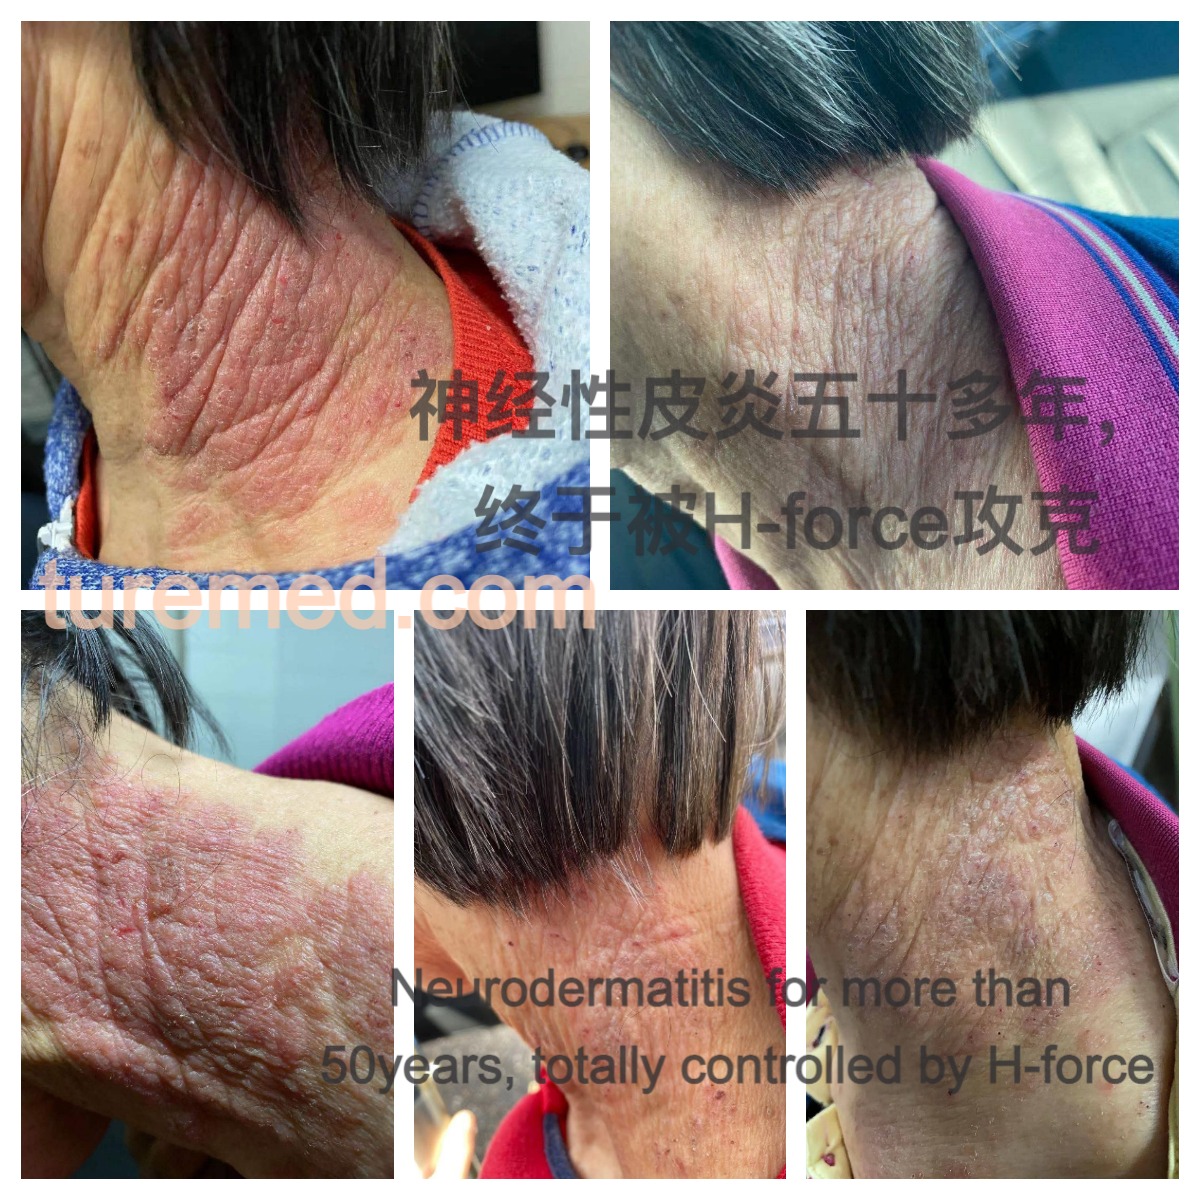 神经性皮炎五十多年,
终于被H-force攻克
turemed.com
Neurodermatitis for more than
50years, totally controlled by H-force